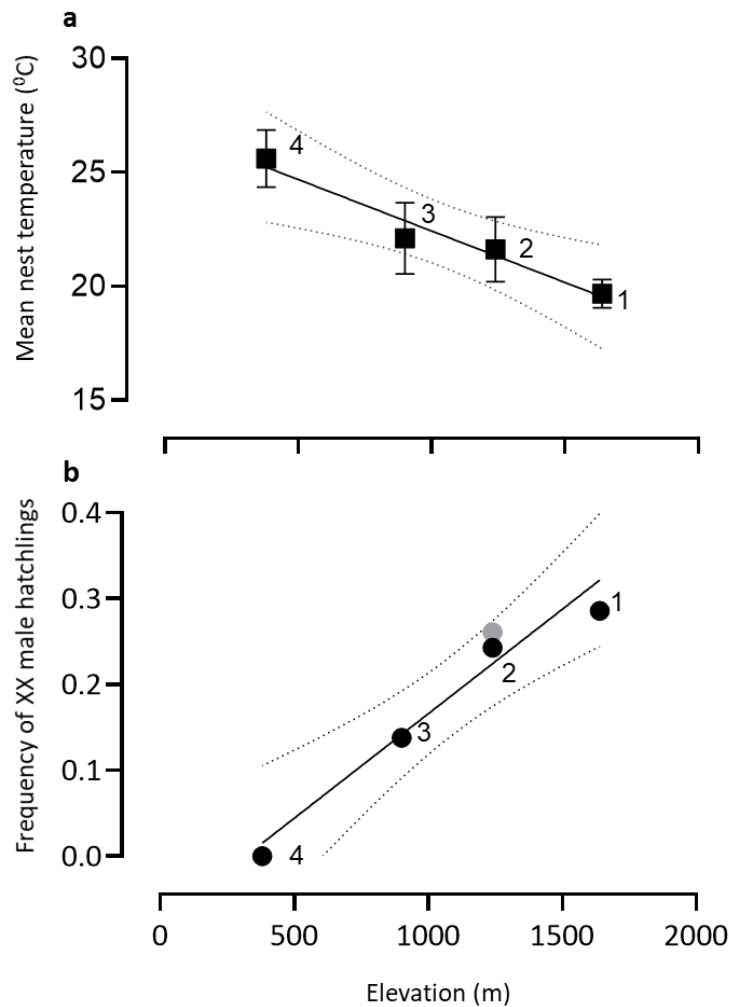 a
Mean nest temperature (⁰C)
30
25
20
15
4
3
2
1
b
Frequency of XX male hatchlings
0.4
0.3
0.2
0.1
0.0
1
2
3
4
0 500 1000 1500 2000
Elevation (m)